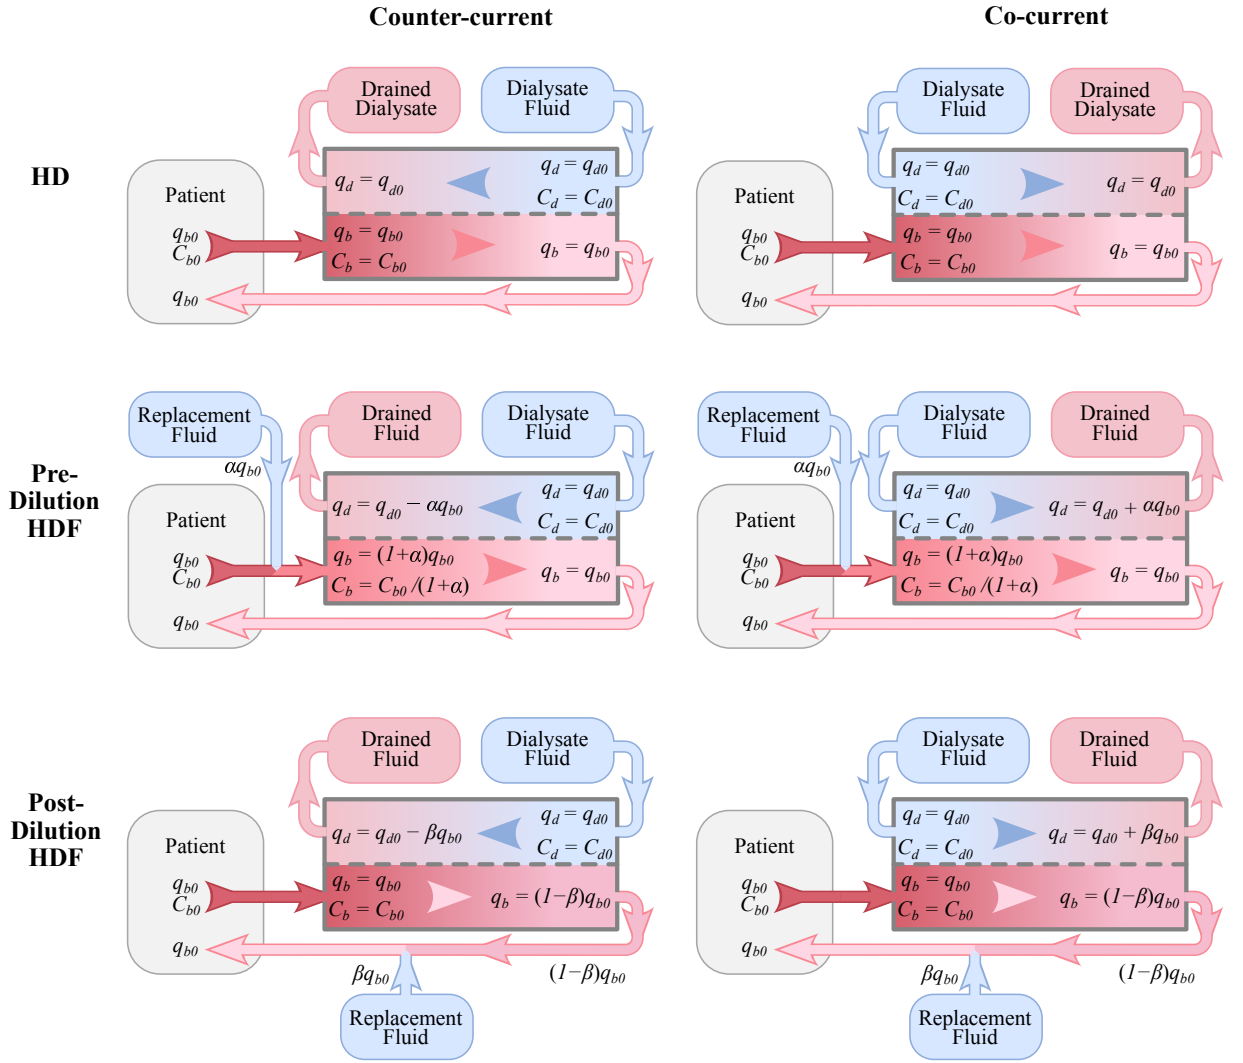 Counter-current
Co-current
HD
Drained
Dialysate
Dialysate
Fluid
Patient
q_b0
C_b0
q_b0
q_d = q_d0
q_d = q_d0
C_d = C_d0
q_b = q_b0
C_b = C_b0
q_b = q_b0
Dialysate
Fluid
Drained
Dialysate
Patient
q_b0
C_b0
q_b0
q_d = q_d0
C_d = C_d0
q_d = q_d0
q_b = q_b0
C_b = C_b0
q_b = q_b0
Pre-
Dilution
HDF
Replacement
Fluid
αq_b0
Drained
Fluid
Dialysate
Fluid
Patient
q_b0
C_b0
q_b0
q_d = q_d0 − αq_b0
q_d = q_d0
C_d = C_d0
q_b = (1+α)q_b0
C_b = C_b0 /(1+α)
q_b = q_b0
Replacement
Fluid
αq_b0
Dialysate
Fluid
Drained
Fluid
Patient
q_b0
C_b0
q_b0
q_d = q_d0
C_d = C_d0
q_d = q_d0 + αq_b0
q_b = (1+α)q_b0
C_b = C_b0 /(1+α)
q_b = q_b0
Post-
Dilution
HDF
Drained
Fluid
Dialysate
Fluid
Patient
q_b0
C_b0
q_b0
q_d = q_d0 − βq_b0
q_d = q_d0
C_d = C_d0
q_b = q_b0
C_b = C_b0
q_b = (1−β)q_b0
βq_b0
(1−β)q_b0
Replacement
Fluid
Dialysate
Fluid
Drained
Fluid
Patient
q_b0
C_b0
q_b0
q_d = q_d0
C_d = C_d0
q_d = q_d0 + βq_b0
q_b = q_b0
C_b = C_b0
q_b = (1−β)q_b0
βq_b0
(1−β)q_b0
Replacement
Fluid